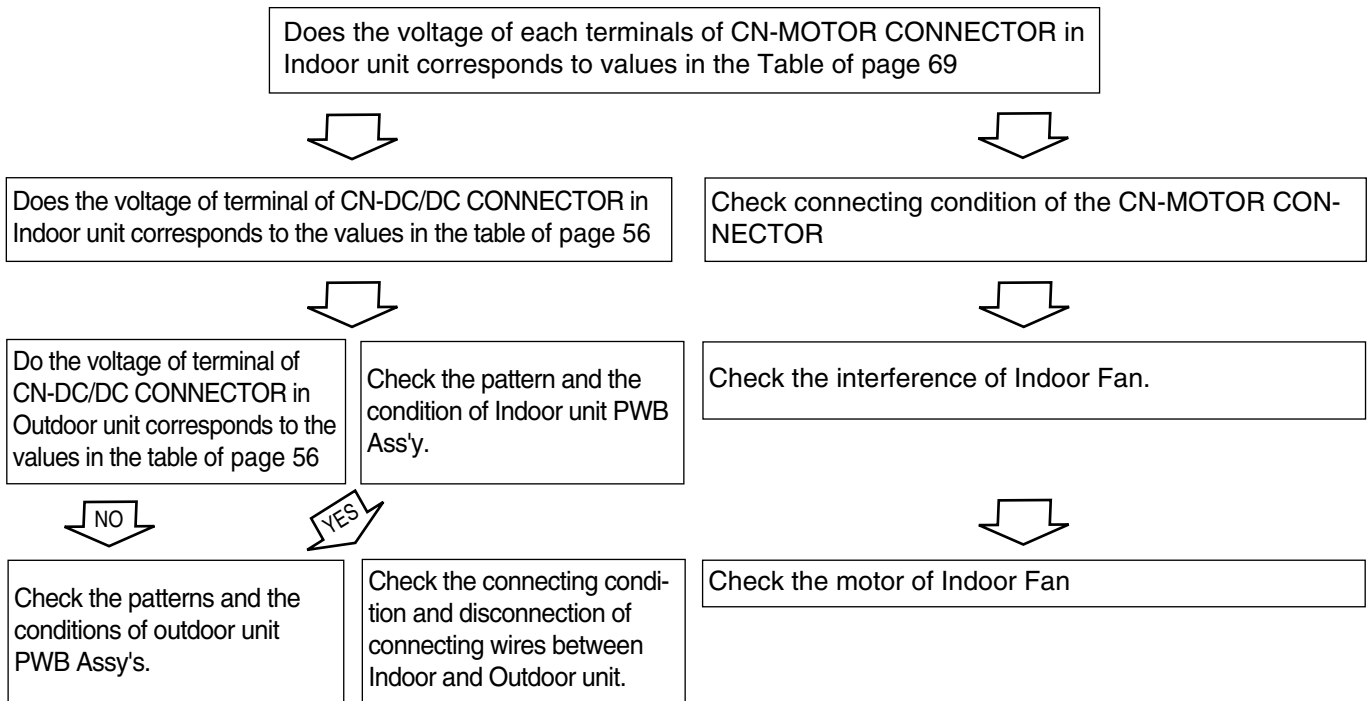 Does the voltage of each terminals of CN-MOTOR CONNECTOR in
Indoor unit corresponds to values in the Table of page 69
Does the voltage of terminal of CN-DC/DC CONNECTOR in
Indoor unit corresponds to the values in the table of page 56
Check connecting condition of the CN-MOTOR CON-
NECTOR
Do the voltage of terminal of
CN-DC/DC CONNECTOR in
Outdoor unit corresponds to the
values in the table of page 56
Check the pattern and the
condition of Indoor unit PWB
Ass'y.
Check the interference of Indoor Fan.
NO
YES
Check the patterns and the
conditions of outdoor unit
PWB Assy's.
Check the connecting condi-
tion and disconnection of
connecting wires between
Indoor and Outdoor unit.
Check the motor of Indoor Fan